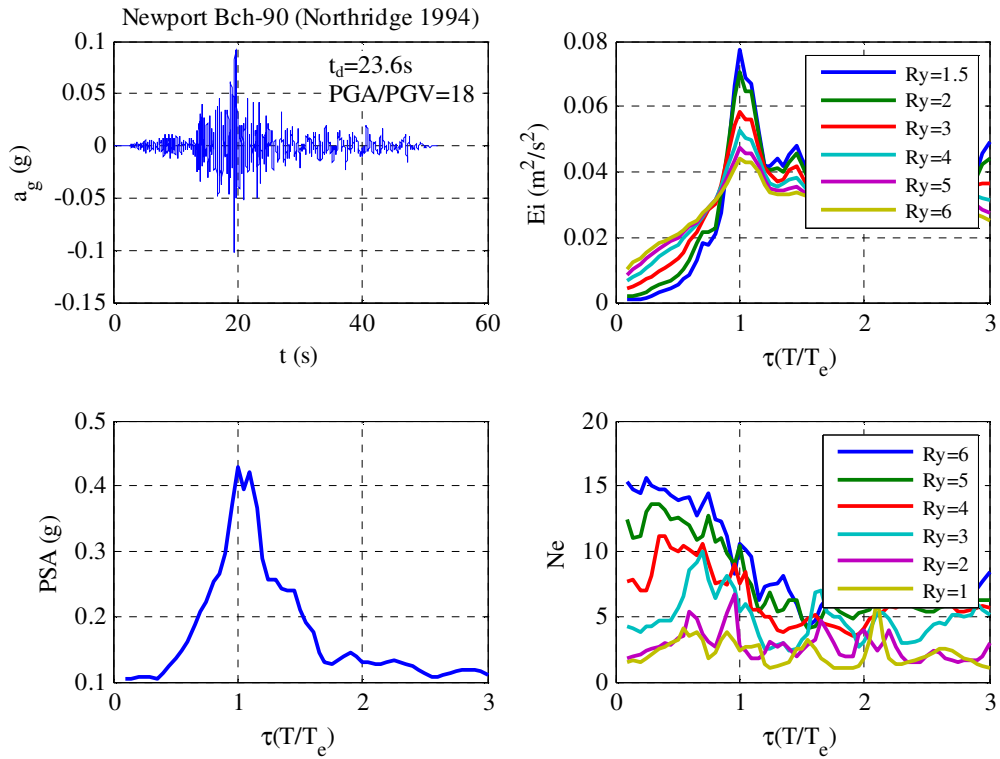 Newport Bch-90 (Northridge 1994)
0.1
0.05
0
-0.05
-0.1
-0.15
a_g (g)
t_d=23.6s
PGA/PGV=18
0
20
40
60
t (s)
0.08
0.06
0.04
0.02
0
Ei (m²/s²)
Ry=1.5
Ry=2
Ry=3
Ry=4
Ry=5
Ry=6
0
1
2
3
τ(T/T_e)
0.5
0.4
0.3
0.2
0.1
PSA (g)
0
1
2
3
τ(T/T_e)
20
15
10
5
0
Ne
Ry=6
Ry=5
Ry=4
Ry=3
Ry=2
Ry=1
0
1
2
3
τ(T/T_e)